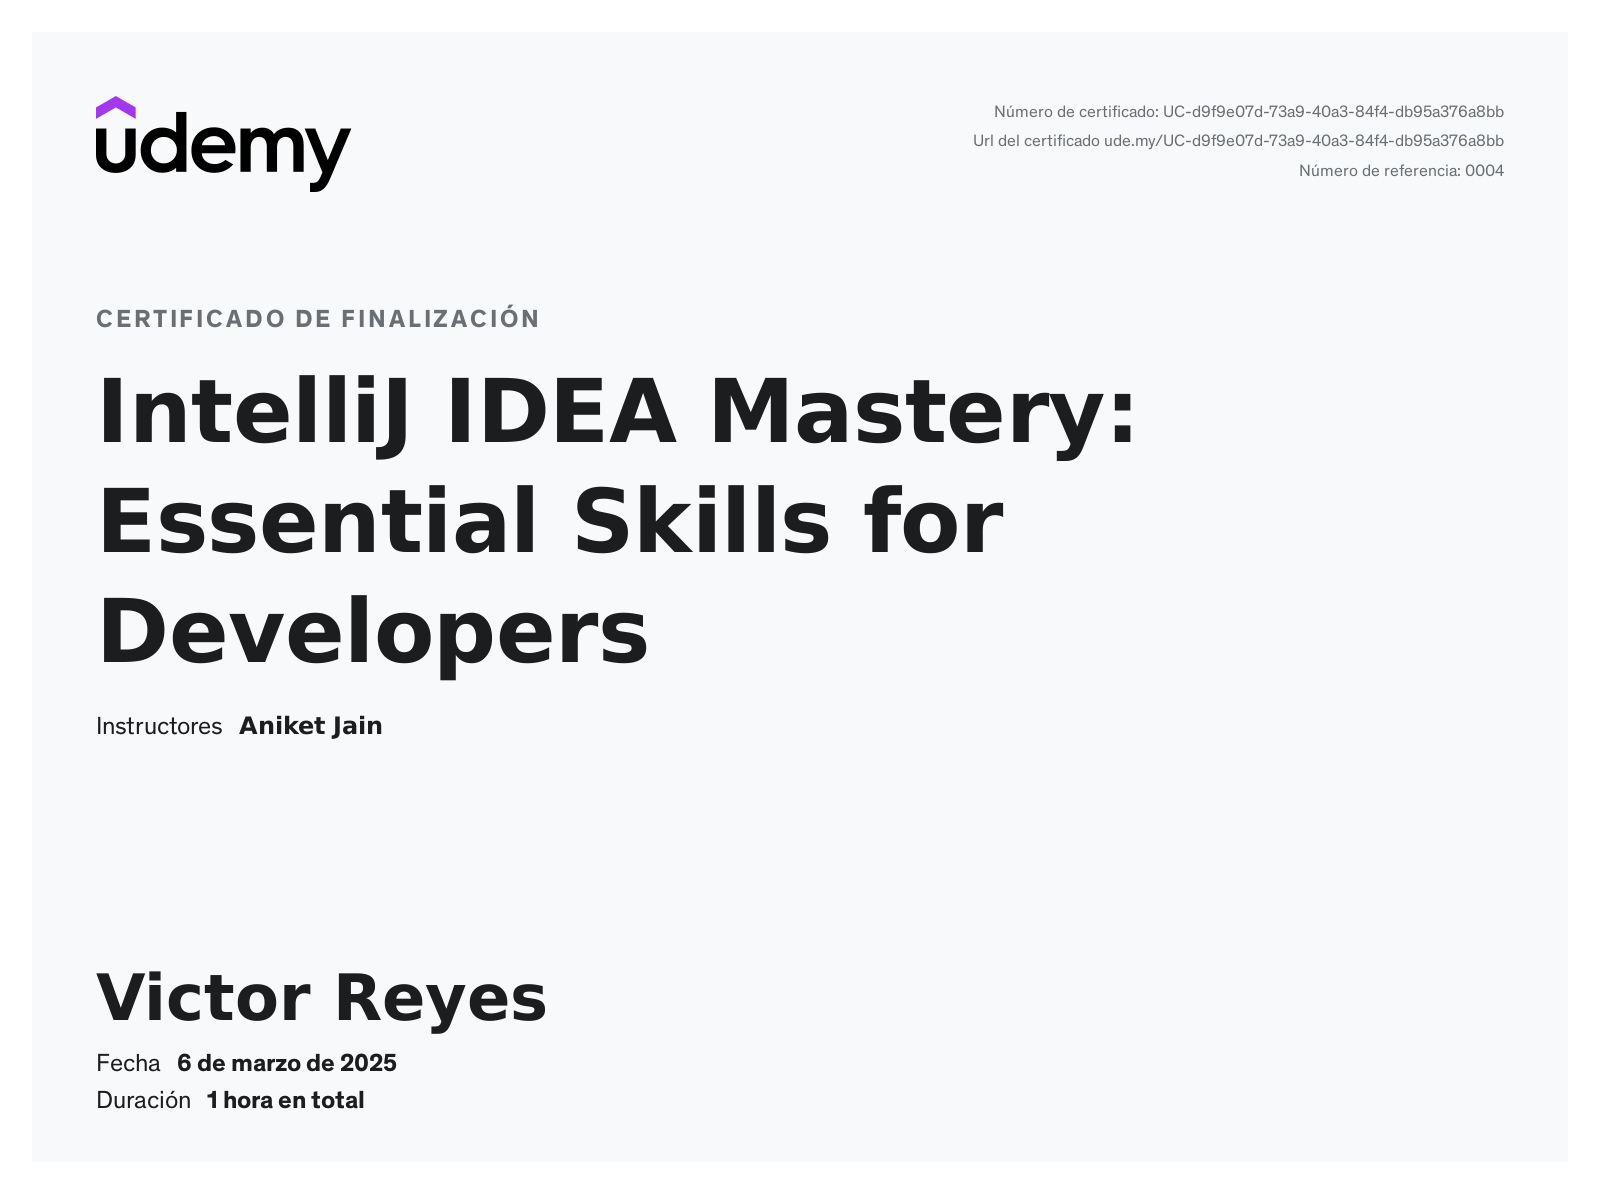 udemy
Número de certificado: UC-d9f9e07d-73a9-40a3-84f4-db95a376a8bb
Url del certificado ude.my/UC-d9f9e07d-73a9-40a3-84f4-db95a376a8bb
Número de referencia: 0004
CERTIFICADO DE FINALIZACIÓN
IntelliJ IDEA Mastery:
Essential Skills for
Developers
Instructores Aniket Jain
Victor Reyes
Fecha 6 de marzo de 2025
Duración 1 hora en total